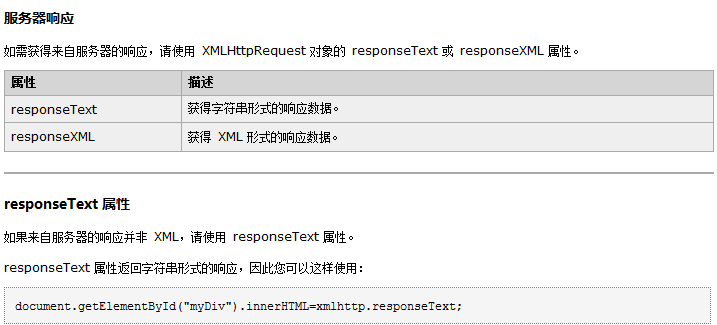 服务器响应
如需获得来自服务器的响应，请使用 XMLHttpRequest 对象的 responseText 或 responseXML 属性。
属性 描述
responseText 获得字符串形式的响应数据。
responseXML 获得 XML 形式的响应数据。
responseText 属性
如果来自服务器的响应并非 XML，请使用 responseText 属性。
responseText 属性返回字符串形式的响应，因此您可以这样使用：
document.getElementById("myDiv").innerHTML=xmlhttp.responseText;